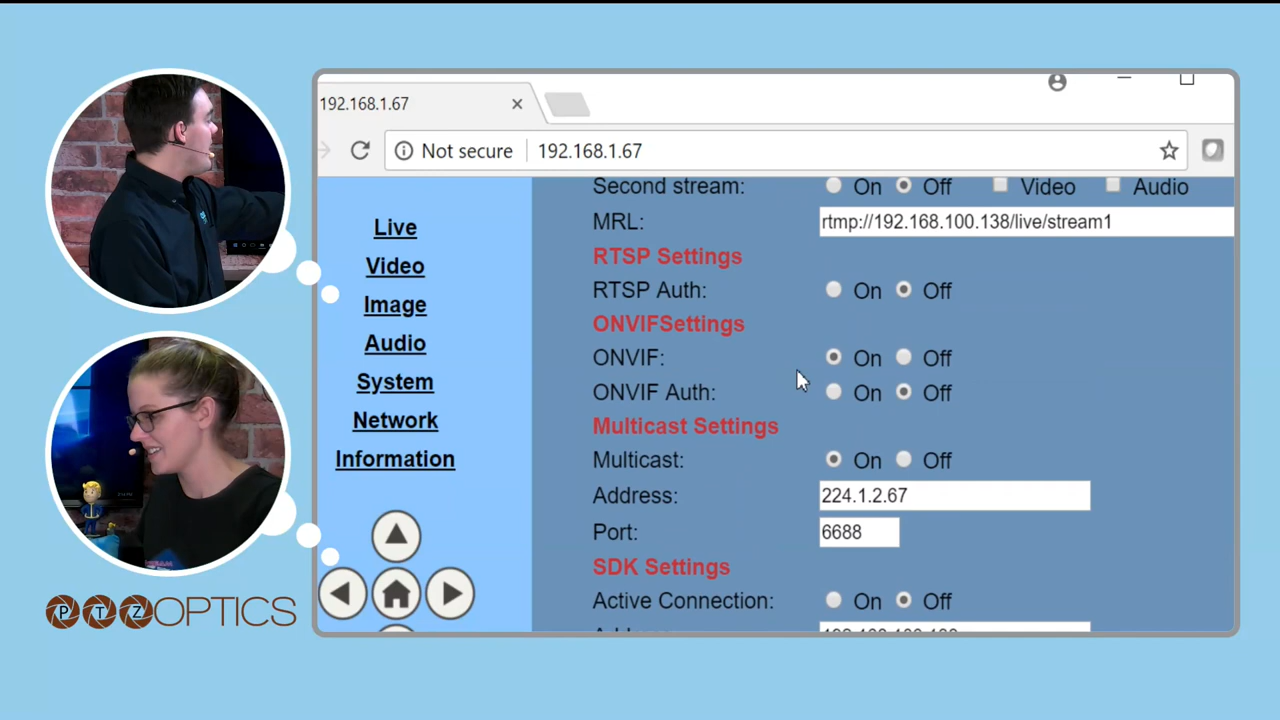 192.168.1.67
Not secure
192.168.1.67
Live
Video
Image
Audio
System
Network
Information
Second stream: On Off Video Audio
MRL: rtmp://192.168.100.138/live/stream1
RTSP Settings
RTSP Auth: On Off
ONVIFSettings
ONVIF: On Off
ONVIF Auth: On Off
Multicast Settings
Multicast: On Off
Address: 224.1.2.67
Port: 6688
SDK Settings
Active Connection: On Off
PTZOPTICS